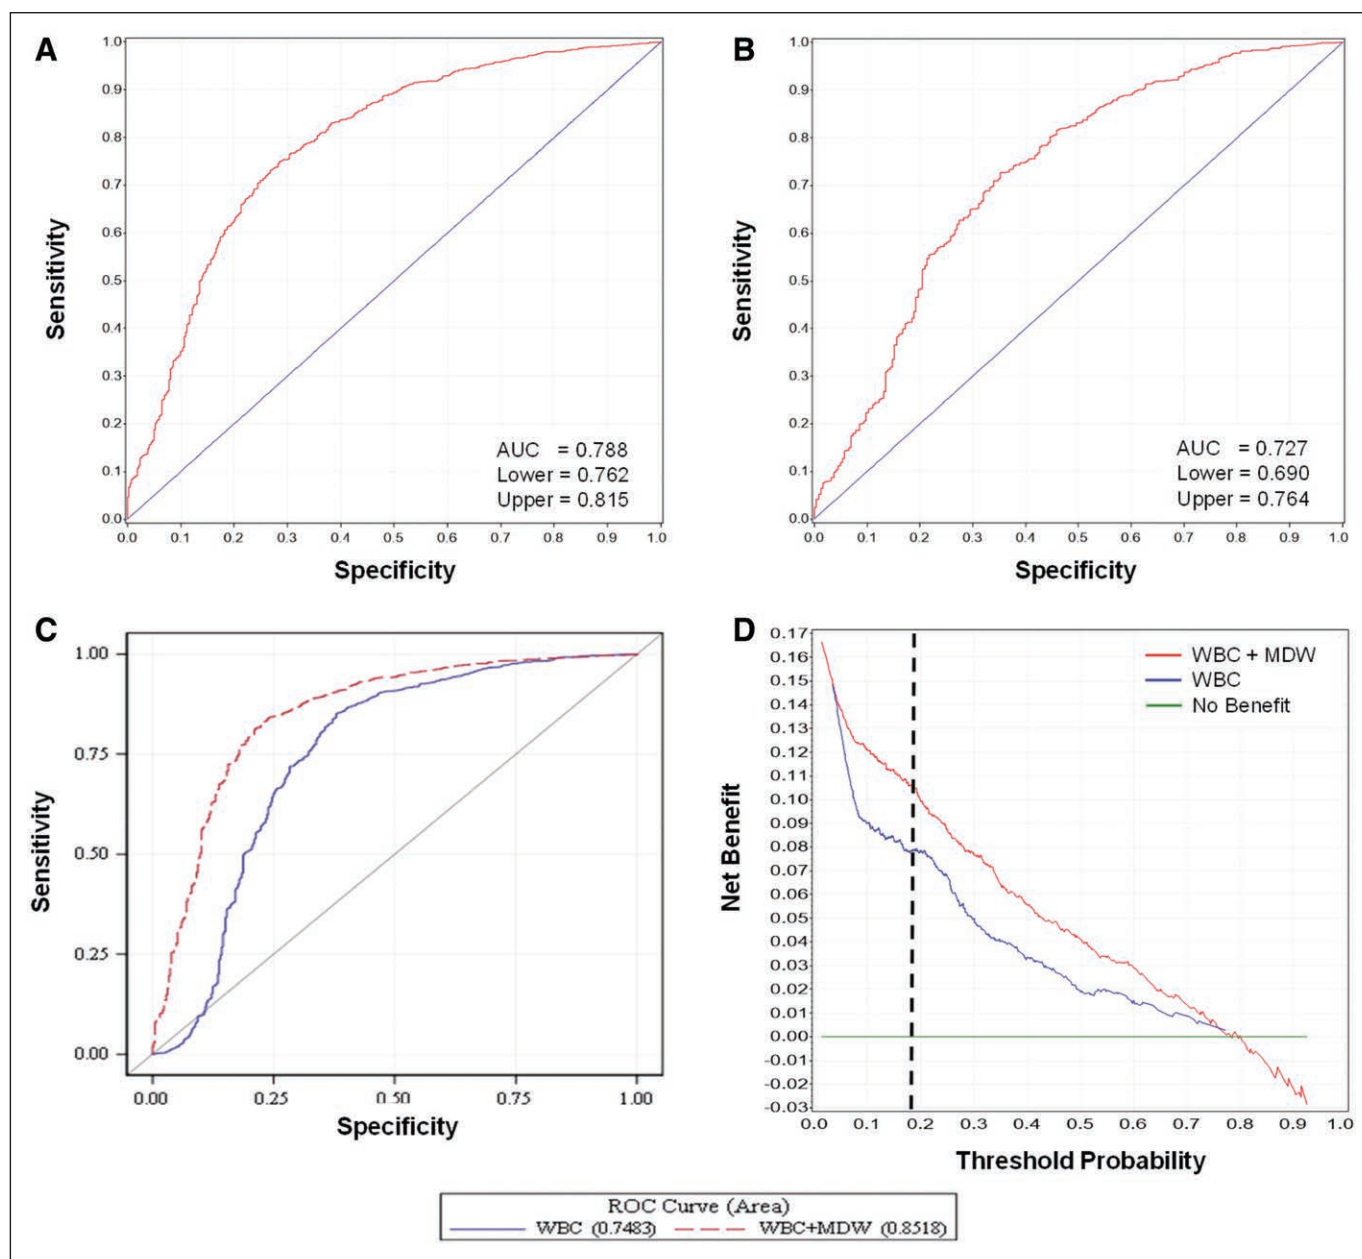 A
1.0
0.9
0.8
0.7
0.6
0.5
0.4
0.3
0.2
0.1
0.0
Sensitivity
AUC = 0.788
Lower = 0.762
Upper = 0.815
0.0 0.1 0.2 0.3 0.4 0.5 0.6 0.7 0.8 0.9 1.0
Specificity
B
1.0
0.9
0.8
0.7
0.6
0.5
0.4
0.3
0.2
0.1
0.0
Sensitivity
AUC = 0.727
Lower = 0.690
Upper = 0.764
0.0 0.1 0.2 0.3 0.4 0.5 0.6 0.7 0.8 0.9 1.0
Specificity
C
1.00
0.75
0.50
0.25
0.00
Sensitivity
0.00 0.25 0.50 0.75 1.00
Specificity
D
0.17
0.16
0.15
0.14
0.13
0.12
0.11
0.10
0.09
0.08
0.07
0.06
0.05
0.04
0.03
0.02
0.01
0.00
-0.01
-0.02
-0.03
Net Benefit
WBC + MDW
WBC
No Benefit
0.0 0.1 0.2 0.3 0.4 0.5 0.6 0.7 0.8 0.9 1.0
Threshold Probability
ROC Curve (Area)
WBC (0.7483) WBC+MDW (0.8518)